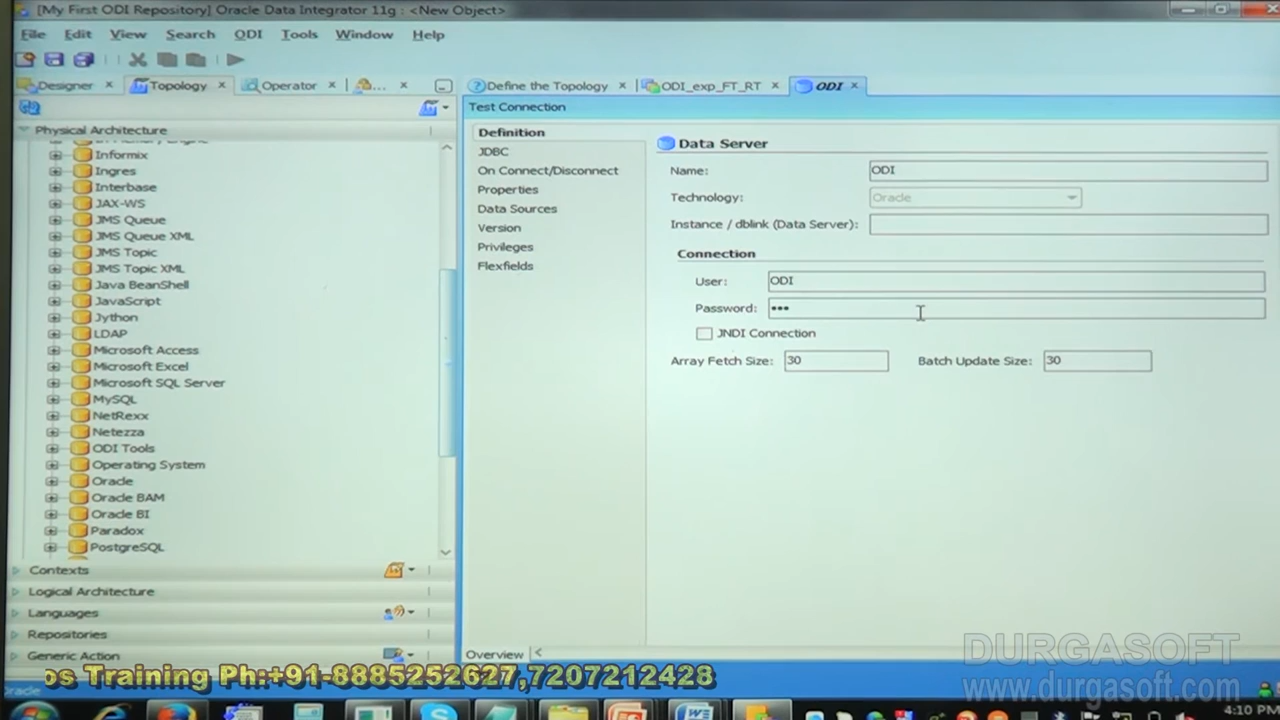 [My First ODI Repository] Oracle Data Integrator 11g : <New Object>
File Edit View Search ODI Tools Window Help
Designer Topology Operator ...
Define the Topology ODI_exp_FT_RT ODI
Test Connection
Physical Architecture
Informix
Ingres
Interbase
JAX-WS
JMS Queue
JMS Queue XML
JMS Topic
JMS Topic XML
Java BeanShell
JavaScript
Jython
LDAP
Microsoft Access
Microsoft Excel
Microsoft SQL Server
MySQL
NetRexx
Netezza
ODI Tools
Operating System
Oracle
Oracle BAM
Oracle BI
Paradox
PostgreSQL
Contexts
Logical Architecture
Languages
Repositories
Generic Action
Definition
JDBC
On Connect/Disconnect
Properties
Data Sources
Version
Privileges
Flexfields
Data Server
Name: ODI
Technology: Oracle
Instance / dblink (Data Server):
Connection
User: ODI
Password: •••
JNDI Connection
Array Fetch Size: 30 Batch Update Size: 30
Overview
os Training Ph:+91-8885252627,7207212428
Oracle
DURGASOFT
www.durgasoft.com
4:10 PM